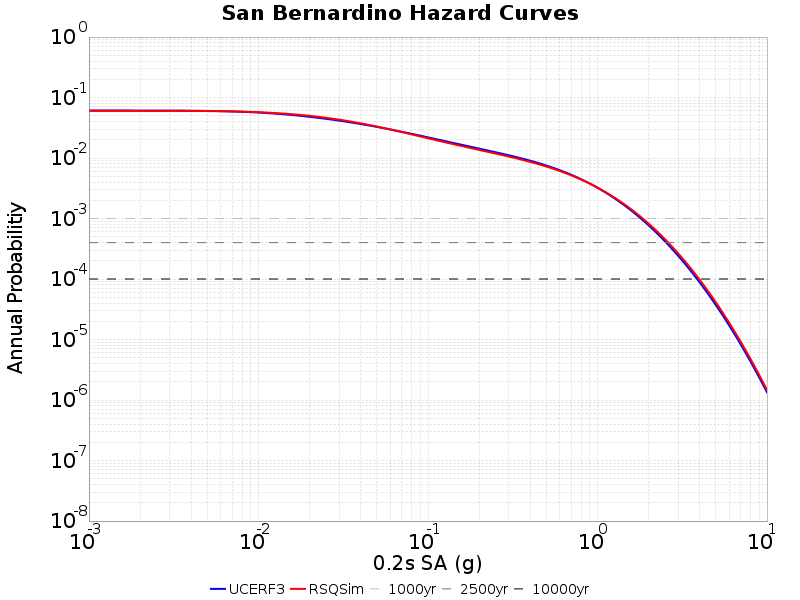 San Bernardino Hazard Curves
10^0
10^-1
10^-2
10^-3
10^-4
10^-5
10^-6
10^-7
10^-8
Annual Probabilitiy
10^-3 10^-2 10^-1 10^0 10^1
0.2s SA (g)
UCERF3 RSQSim 1000yr 2500yr 10000yr